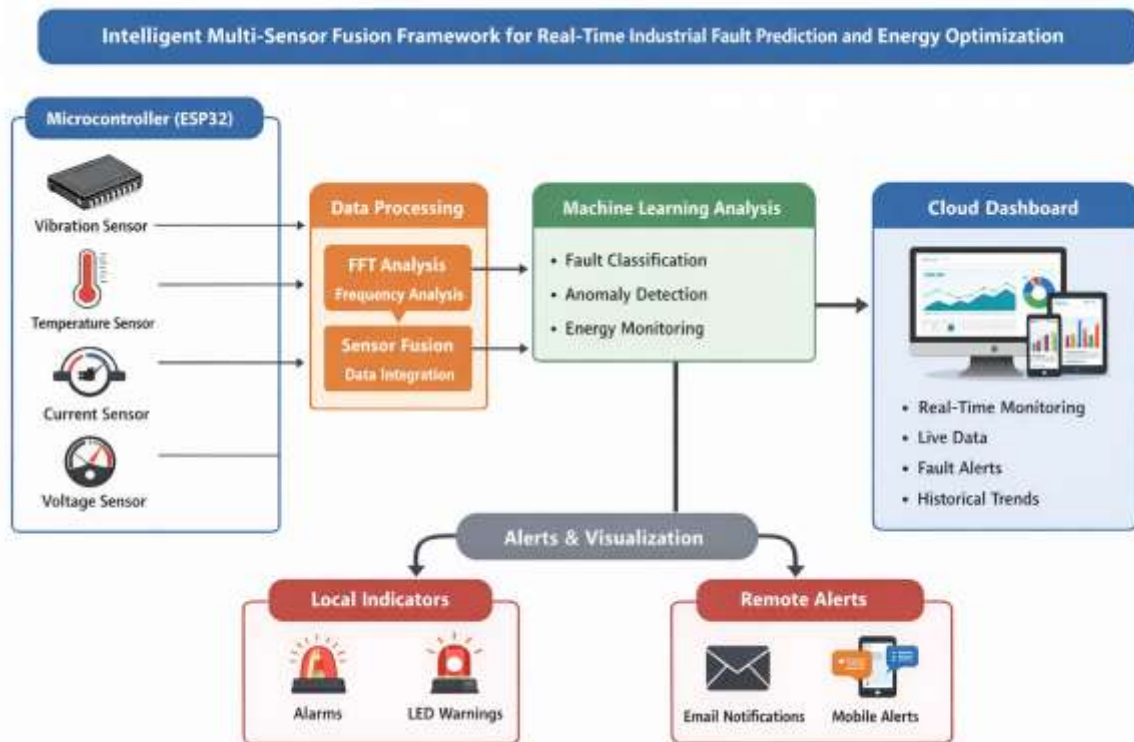 Intelligent Multi-Sensor Fusion Framework for Real-Time Industrial Fault Prediction and Energy Optimization
Microcontroller (ESP32)
Vibration Sensor
Temperature Sensor
Current Sensor
Voltage Sensor
Data Processing
FFT Analysis
Frequency Analysis
Sensor Fusion
Data Integration
Machine Learning Analysis
• Fault Classification
• Anomaly Detection
• Energy Monitoring
Cloud Dashboard
• Real-Time Monitoring
• Live Data
• Fault Alerts
• Historical Trends
Alerts & Visualization
Local Indicators
Alarms
LED Warnings
Remote Alerts
Email Notifications
Mobile Alerts